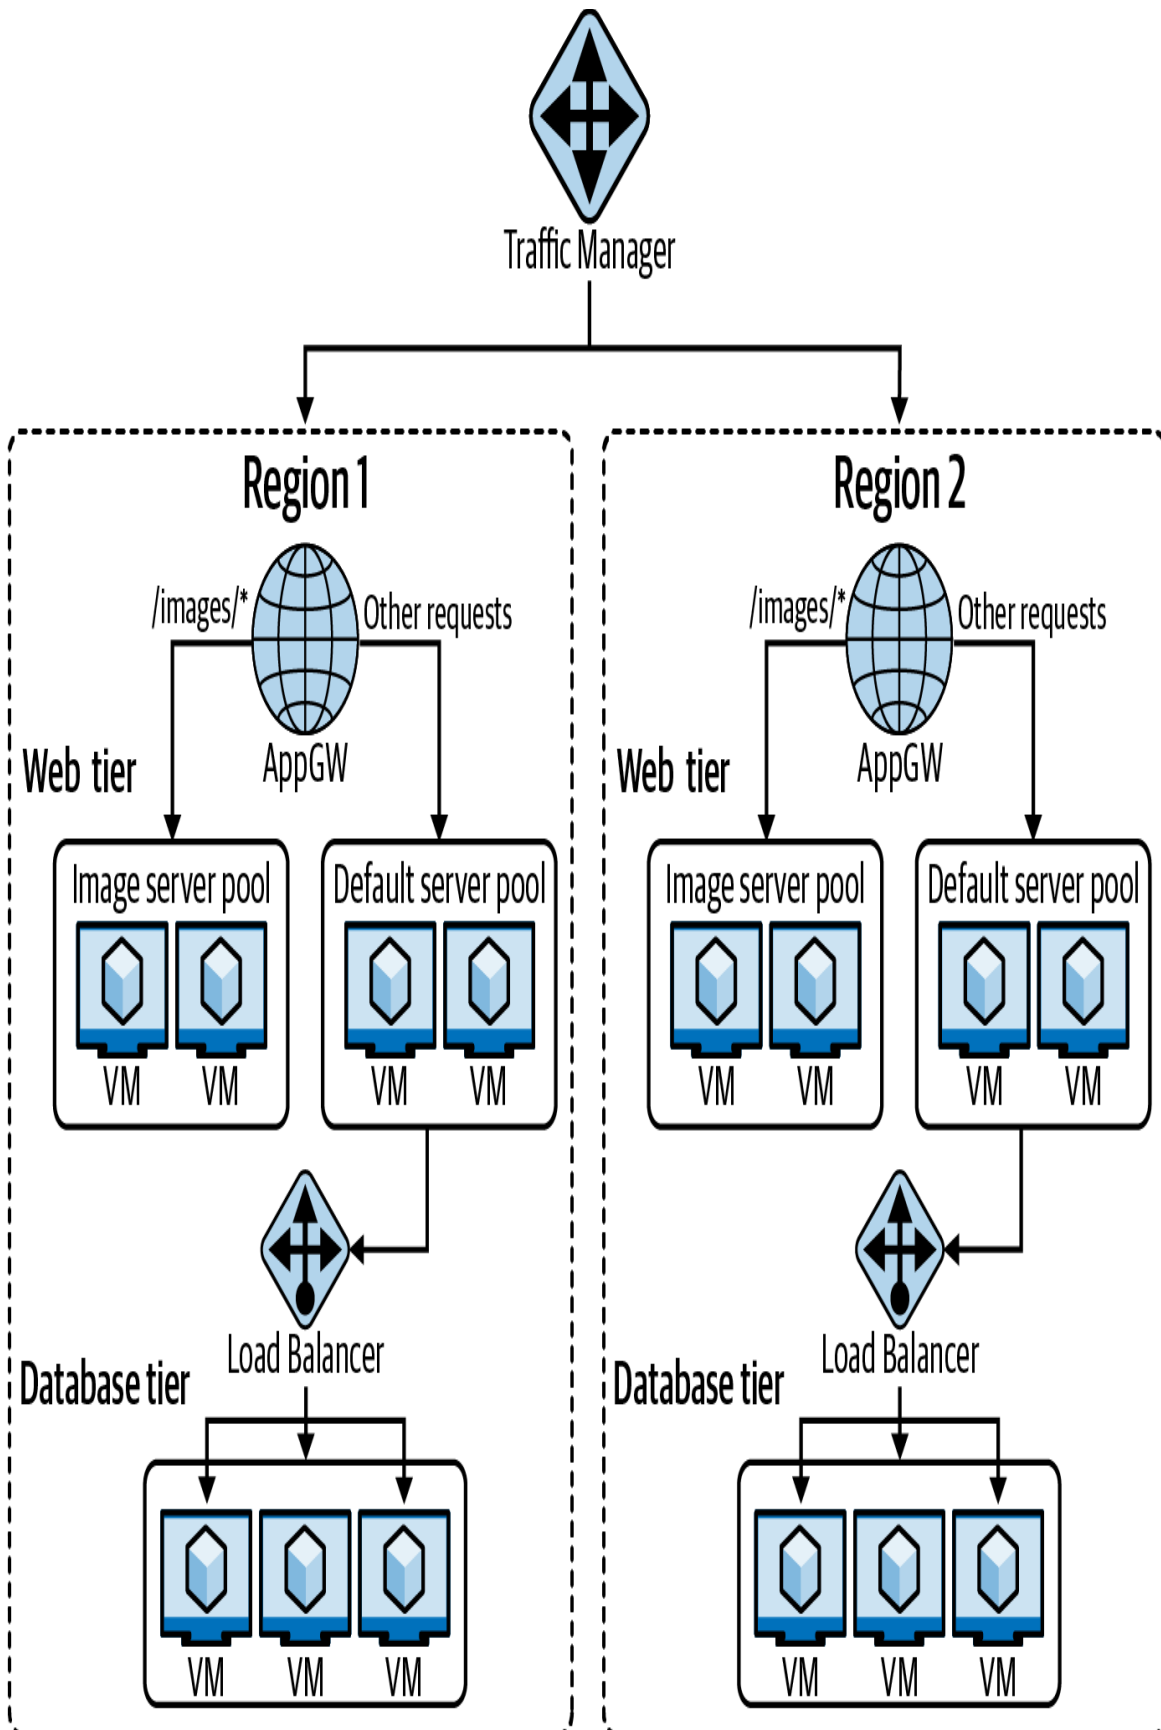 Traffic Manager
Region 1
/images/*
Other requests
AppGW
Web tier
Image server pool
VM
VM
Default server pool
VM
VM
Load Balancer
Database tier
VM
VM
VM
Region 2
/images/*
Other requests
AppGW
Web tier
Image server pool
VM
VM
Default server pool
VM
VM
Load Balancer
Database tier
VM
VM
VM